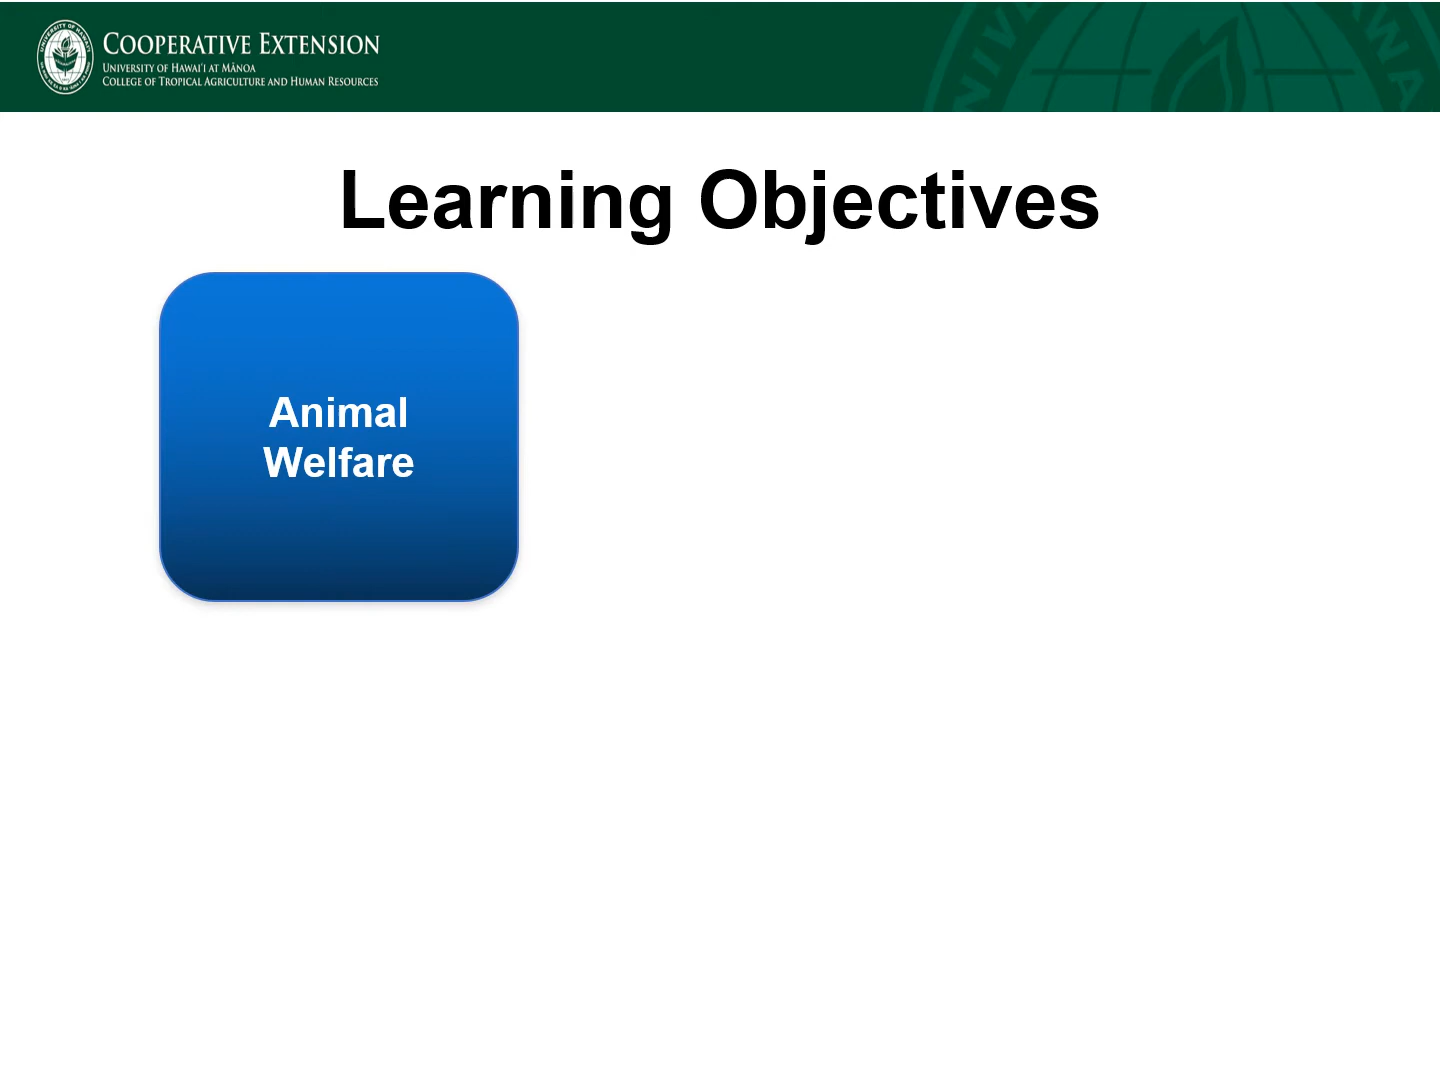 COOPERATIVE EXTENSION
UNIVERSITY OF HAWAI'I AT MĀNOA
COLLEGE OF TROPICAL AGRICULTURE AND HUMAN RESOURCES
Learning Objectives
Animal
Welfare